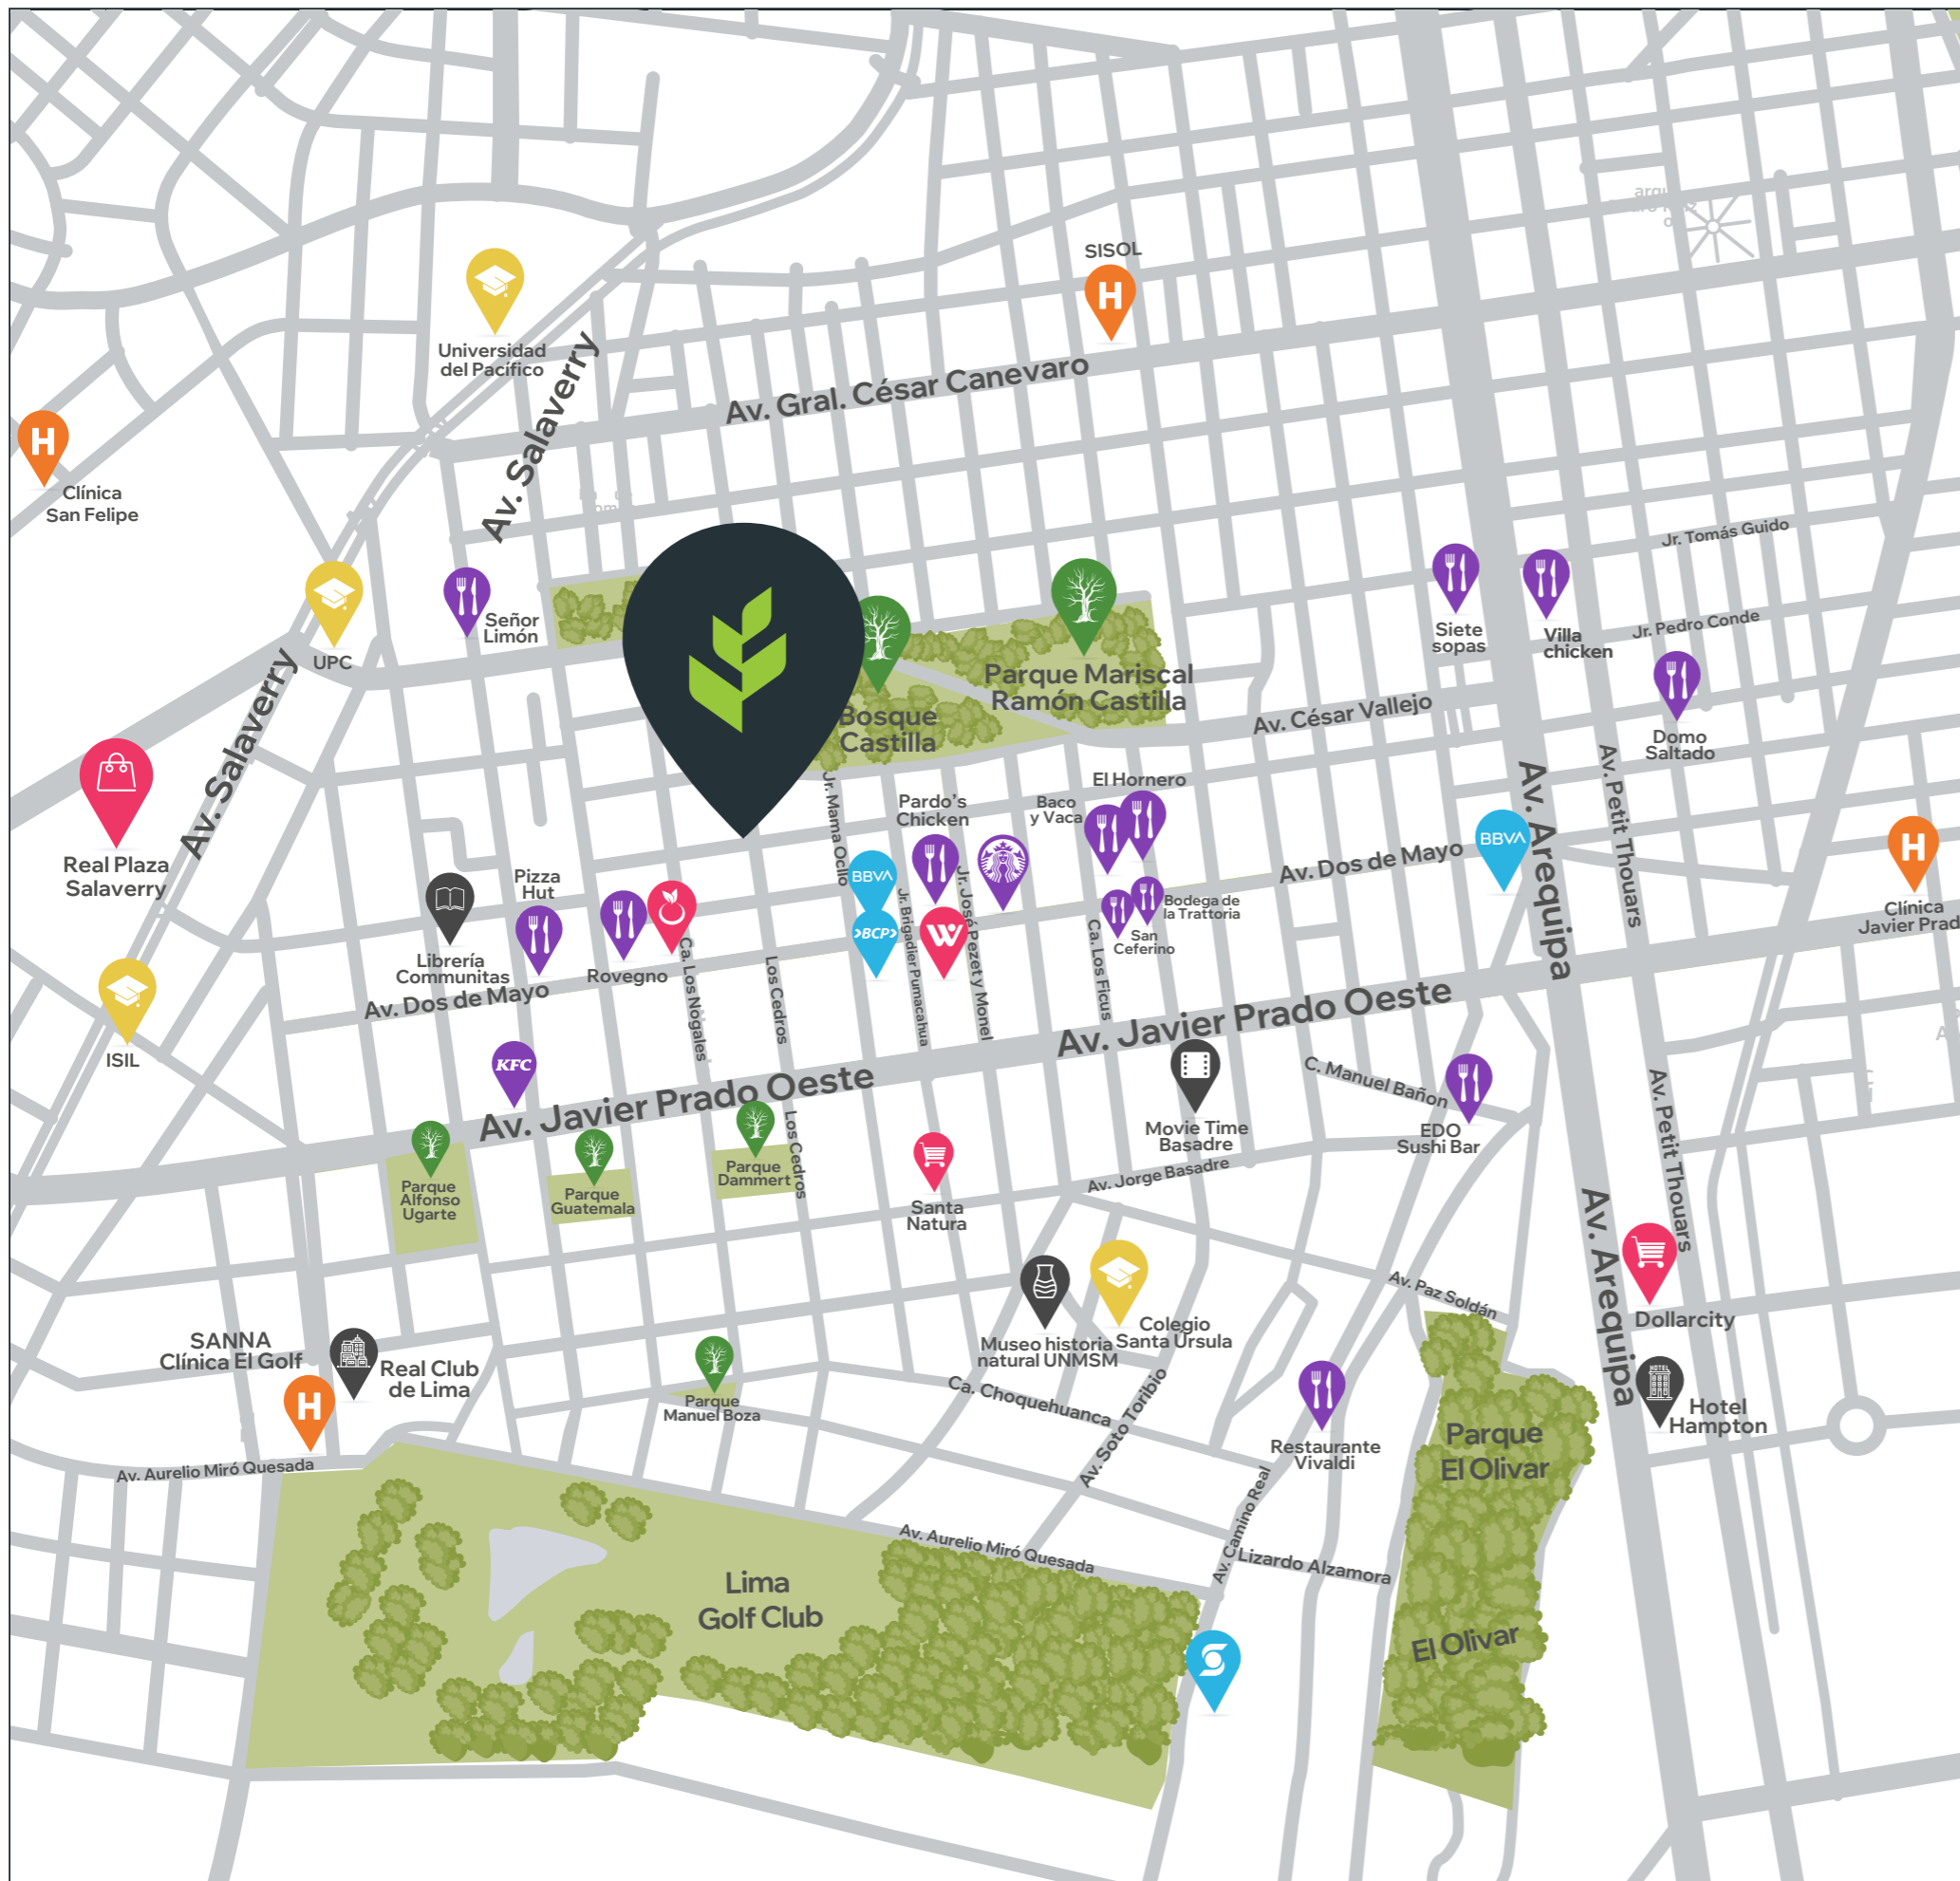 SISOL
H
Universidad
del Pacífico
Av. Salaverry
Av. Gral. César Canevaro
H
Clínica
San Felipe
Jr. Tomás Guido
Señor
Limón
UPC
Siete
sopas
Villa
chicken
Jr. Pedro Conde
Parque Mariscal
Ramón Castilla
Bosque
Castilla
Av. César Vallejo
Domo
Saltado
Av. Salaverry
Real Plaza
Salaverry
Jr. Mama Ocllo
Pardo's
Chicken
Baco
y Vaca
El Hornero
Av. Arequipa
Av. Petit Thouars
BBVA
H
Clínica
Javier Prad
Av. Dos de Mayo
Pizza
Hut
BBVA
>BCP>
Jr. Brigadier Pumacahua
Jr. José Pezet y Monel
Bodega de
la Trattoria
San
Ceferino
Ca. Los Ficus
Librería
Communitas
Rovegno
Ca. Los Nogales
Los Cedros
Av. Dos de Mayo
ISIL
KFC
Av. Javier Prado Oeste
Av. Javier Prado Oeste
C. Manuel Bañon
EDO
Sushi Bar
Movie Time
Basadre
Av. Jorge Basadre
Av. Petit Thouars
Parque
Alfonso
Ugarte
Parque
Guatemala
Parque
Dammert
Los Cedros
Santa
Natura
Av. Arequipa
Dollarcity
Av. Paz Soldán
Museo historia
natural UNMSM
Colegio
Santa Úrsula
SANNA
Clínica El Golf
H
Real Club
de Lima
Parque
Manuel Boza
Ca. Choquehuanca
Av. Soto Toribio
Restaurante
Vivaldi
HOTEL
Hotel
Hampton
Parque
El Olivar
Av. Aurelio Miró Quesada
Av. Aurelio Miró Quesada
Av. Camino Real
Lizardo Alzamora
Lima
Golf Club
El Olivar